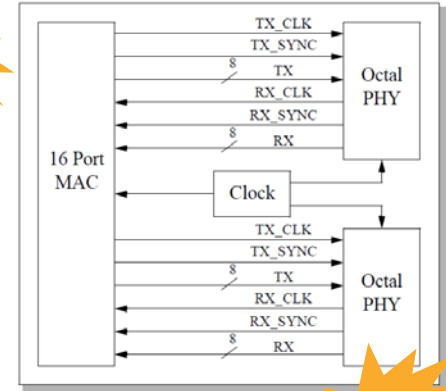 TX_CLK
TX_SYNC
8
TX
RX_CLK
RX_SYNC
8
RX
Octal
PHY
16 Port
MAC
Clock
TX_CLK
TX_SYNC
8
TX
RX_CLK
RX_SYNC
8
RX
Octal
PHY